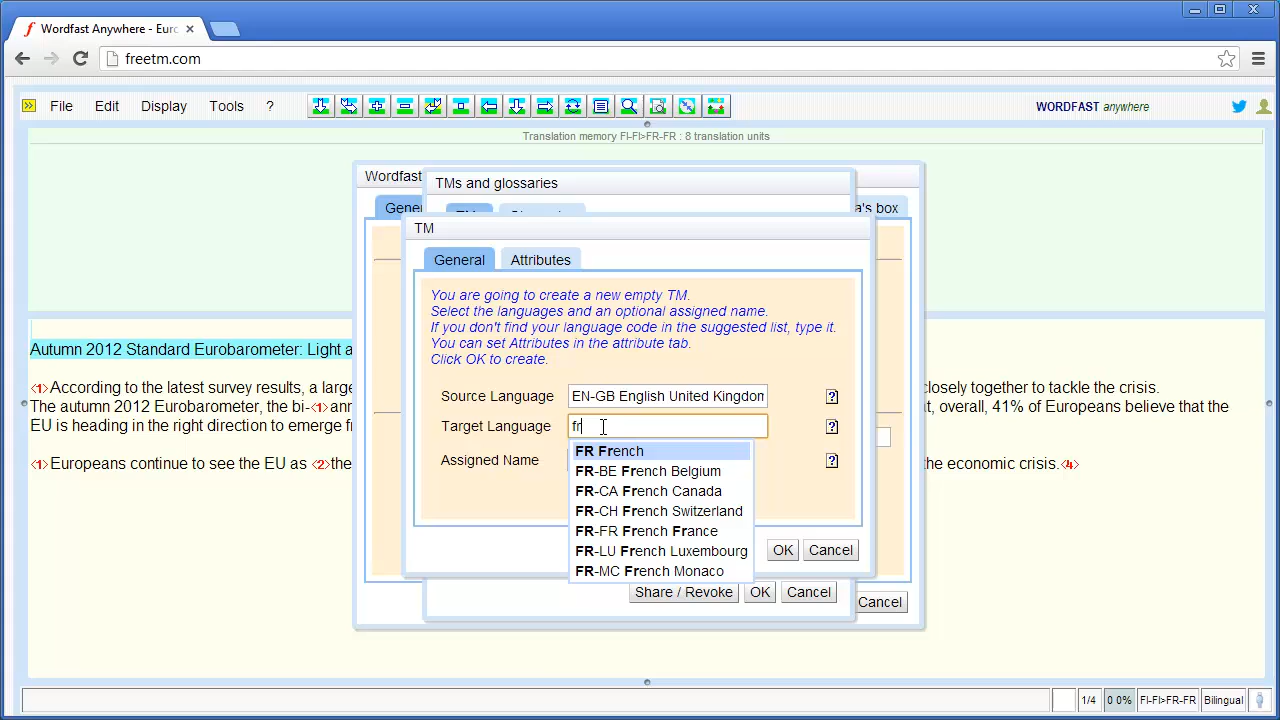 Wordfast Anywhere - Euro
freetm.com
File Edit Display Tools ?
WORDFAST anywhere
Translation memory FI-FI>FR-FR : 8 translation units
Wordfast
TMs and glossaries
a's box
TM
General Attributes
You are going to create a new empty TM.
Select the languages and an optional assigned name.
If you don't find your language code in the suggested list, type it.
You can set Attributes in the attribute tab.
Click OK to create.
Source Language EN-GB English United Kingdom
Target Language fr
Assigned Name
FR French
FR-BE French Belgium
FR-CA French Canada
FR-CH French Switzerland
FR-FR French France
FR-LU French Luxembourg
FR-MC French Monaco
OK Cancel
Share / Revoke OK Cancel
Cancel
Autumn 2012 Standard Eurobarometer: Light a
<1> According to the latest survey results, a large closely together to tackle the crisis.
The autumn 2012 Eurobarometer, the bi-<1> ann t, overall, 41% of Europeans believe that the
EU is heading in the right direction to emerge f
<1> Europeans continue to see the EU as <2> the the economic crisis.<4>
1/4 0 0% FI-FI>FR-FR Bilingual